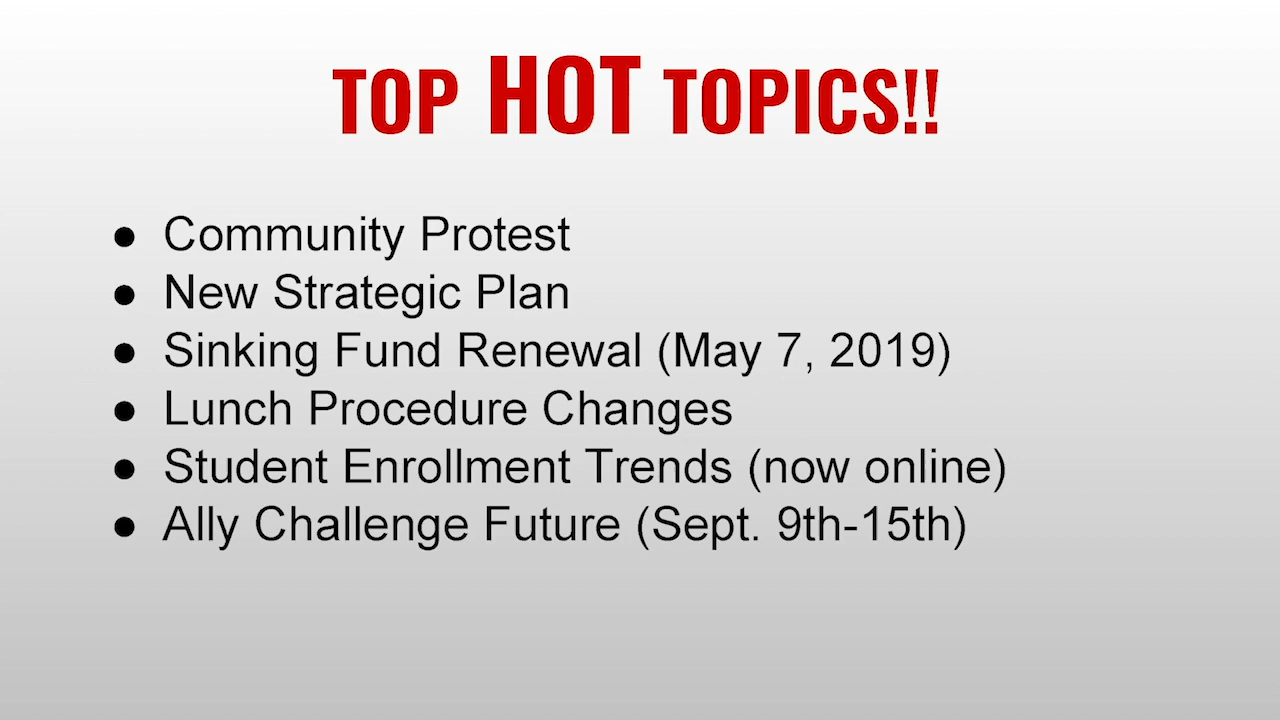 TOP HOT TOPICS!!
● Community Protest
● New Strategic Plan
● Sinking Fund Renewal (May 7, 2019)
● Lunch Procedure Changes
● Student Enrollment Trends (now online)
● Ally Challenge Future (Sept. 9th-15th)